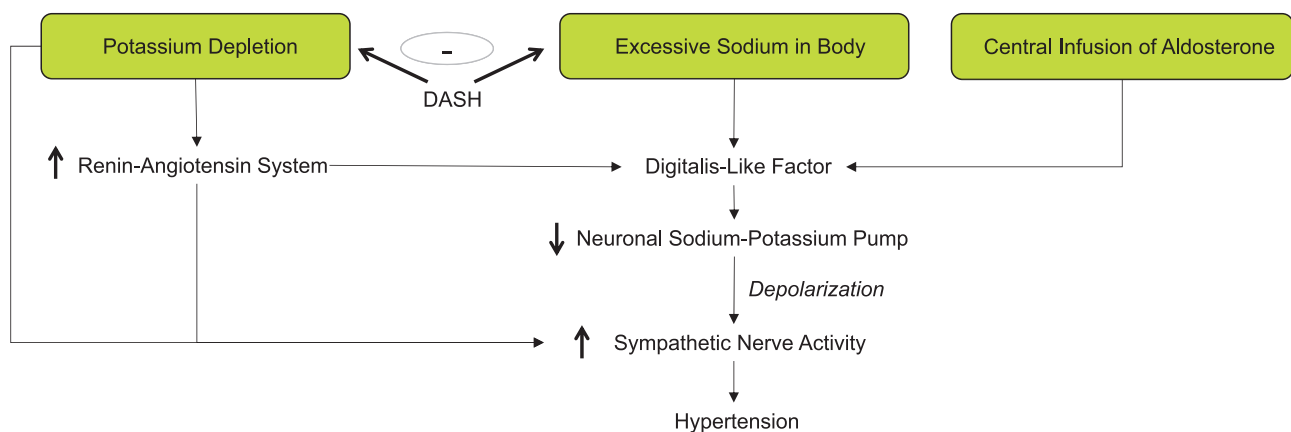 Potassium Depletion
-
Excessive Sodium in Body
Central Infusion of Aldosterone
DASH
Renin-Angiotensin System
Digitalis-Like Factor
Neuronal Sodium-Potassium Pump
Depolarization
Sympathetic Nerve Activity
Hypertension